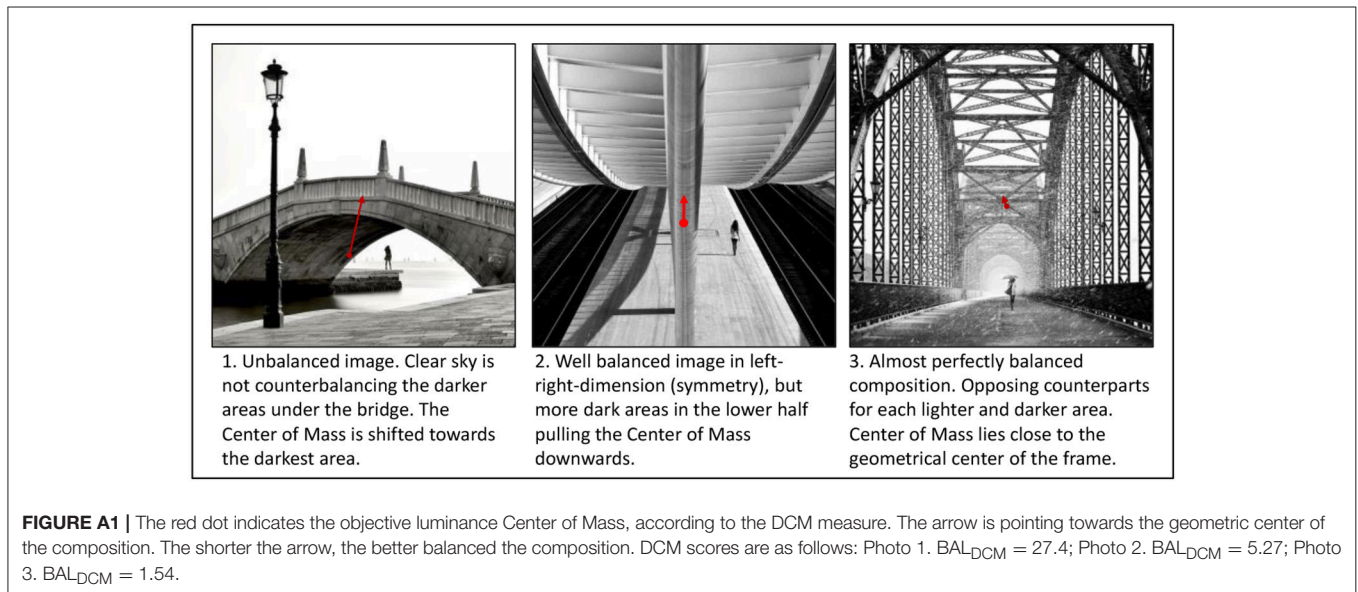 1. Unbalanced image. Clear sky is
not counterbalancing the darker
areas under the bridge. The
Center of Mass is shifted towards
the darkest area.
2. Well balanced image in left-
right-dimension (symmetry), but
more dark areas in the lower half
pulling the Center of Mass
downwards.
3. Almost perfectly balanced
composition. Opposing counterparts
for each lighter and darker area.
Center of Mass lies close to the
geometrical center of the frame.
FIGURE A1 | The red dot indicates the objective luminance Center of Mass, according to the DCM measure. The arrow is pointing towards the geometric center of
the composition. The shorter the arrow, the better balanced the composition. DCM scores are as follows: Photo 1. BAL_DCM = 27.4; Photo 2. BAL_DCM = 5.27; Photo
3. BAL_DCM = 1.54.